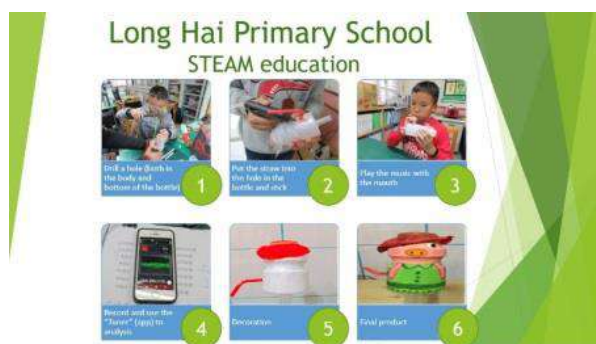 Long Hai Primary School
STEAM education
Drill a hole (both in
the body and
bottom of the bottle)
1
Put the straw into
the hole in the
bottle and stick
2
Play the music with
the mouth
3
Record and use the
"Tuner" (app) to
analysis
4
Decoration
5
Final product
6